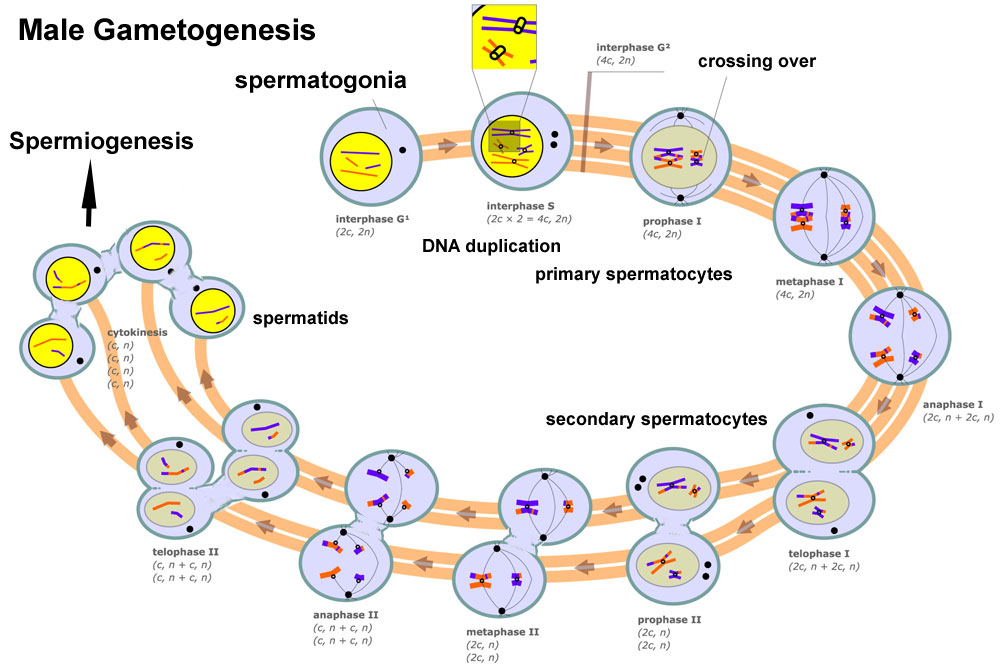 Male Gametogenesis
spermatogonia
interphase G²
(4c, 2n)
crossing over
Spermiogenesis
interphase G¹
(2c, 2n)
interphase S
(2c × 2 = 4c, 2n)
prophase I
(4c, 2n)
DNA duplication
primary spermatocytes
metaphase I
(4c, 2n)
spermatids
cytokinesis
(c, n)
(c, n)
(c, n)
(c, n)
anaphase I
(2c, n + 2c, n)
secondary spermatocytes
telophase II
(c, n + c, n)
(c, n + c, n)
telophase I
(2c, n + 2c, n)
anaphase II
(c, n + c, n)
(c, n + c, n)
metaphase II
(2c, n)
(2c, n)
prophase II
(2c, n)
(2c, n)